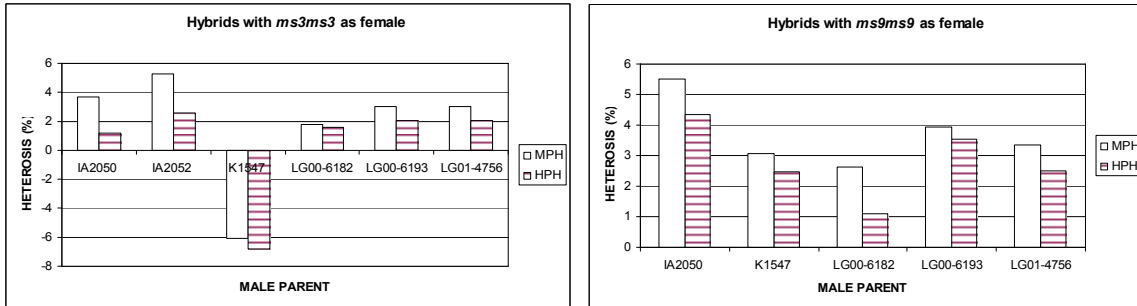 Hybrids with ms3ms3 as female
HETEROSIS (%)
6
4
2
0
-2
-4
-6
-8
IA2050 IA2052 K1547 LG00-6182 LG00-6193 LG01-4756
MALE PARENT
MPH
HPH
Hybrids with ms9ms9 as female
HETEROSIS (%)
6
5
4
3
2
1
0
IA2050 K1547 LG00-6182 LG00-6193 LG01-4756
MALE PARENT
MPH
HPH